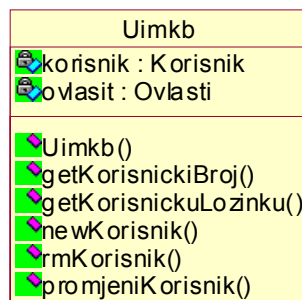 Uimkb
korisnik : Korisnik
ovlasit : Ovlasti
Uimkb()
getKorisnickiBroj()
getKorisnickuLozinku()
newKorisnik()
rmKorisnik()
promjeniKorisnik()